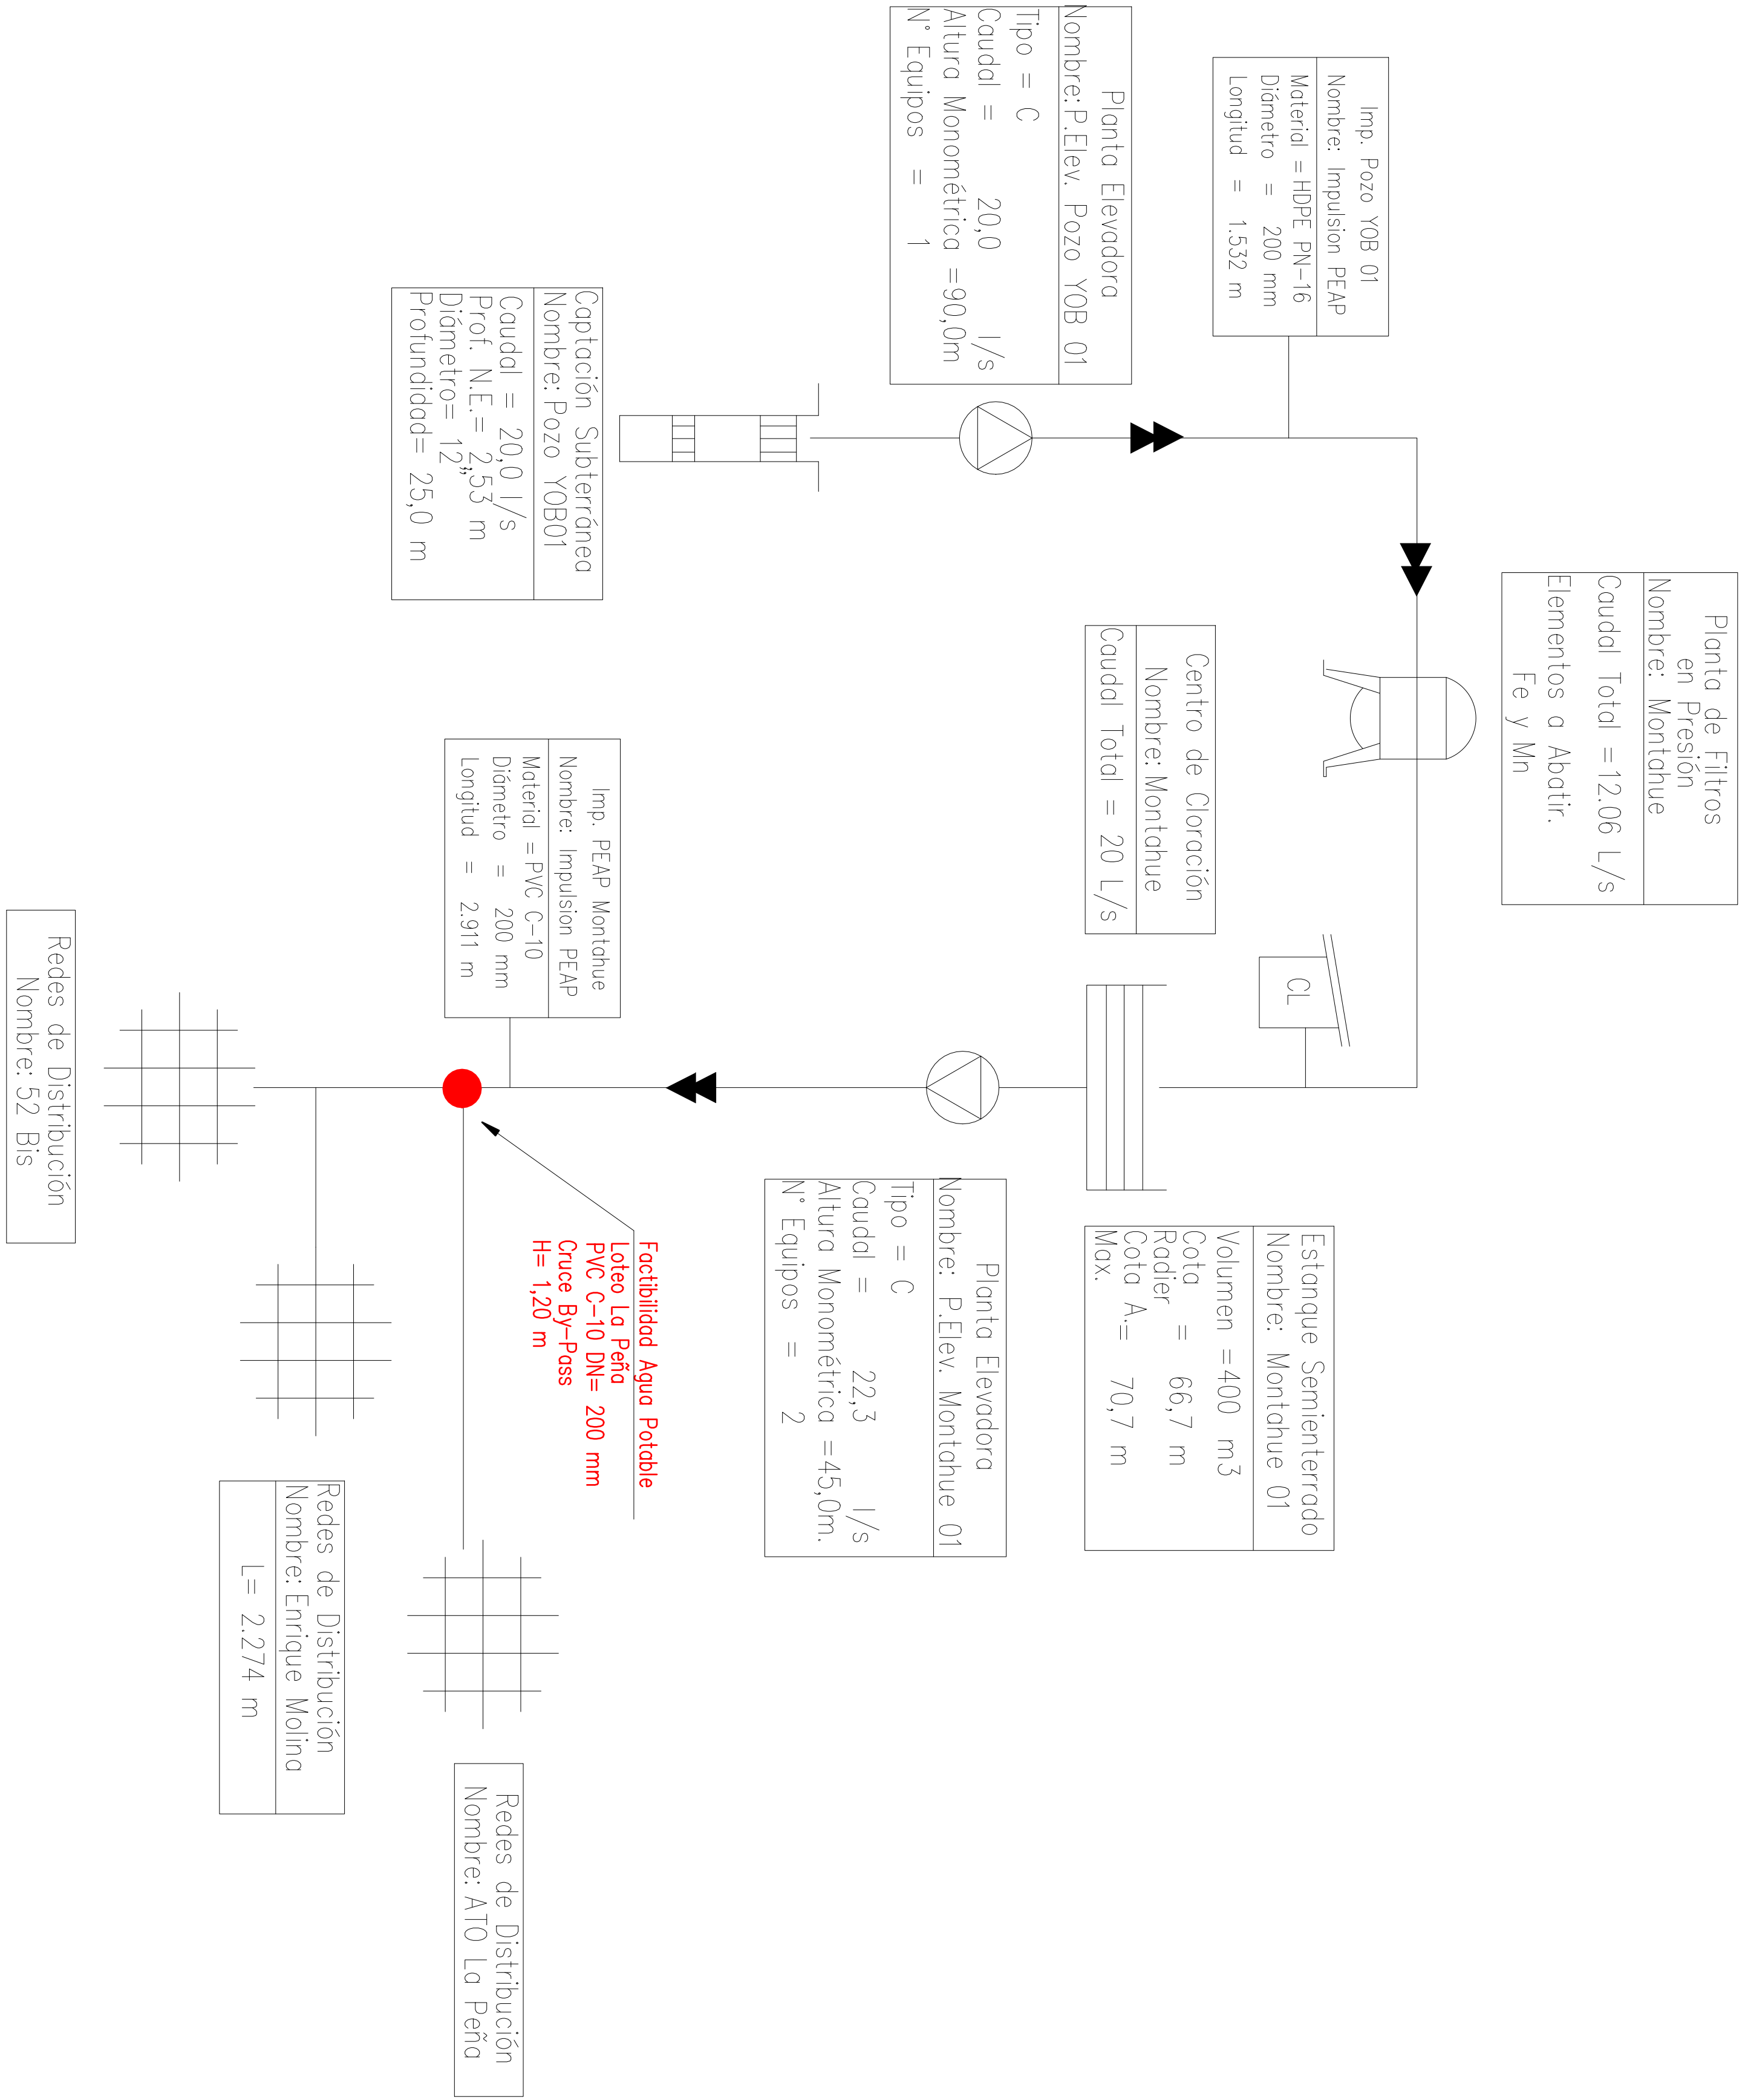 Imp. Pozo YOB 01
Nombre: Impulsion PEAP
Material = HDPE PN-16
Diámetro = 200 mm
Longitud = 1.532 m
Planta Elevadora
Nombre: P.Elev. Pozo YOB 01
Tipo = C
Caudal = 20,0 l/s
Altura Monométrica =90,0m
N° Equipos = 1
Captación Subterránea
Nombre: Pozo YOB01
Caudal = 20,0 l/s
Prof. N.E.= 2,53 m
Diámetro= 12"
Profundidad= 25,0 m
Planta de Filtros
en Presión
Nombre: Montahue
Caudal Total =12.06 L/s
Elementos a Abatir.
Fe y Mn
Centro de Cloración
Nombre: Montahue
Caudal Total = 20 L/s
CL
Estanque Semienterrado
Nombre: Montahue 01
Volumen =400 m3
Cota
Radier = 66,7 m
Cota A.= 70,7 m
Max.
Planta Elevadora
Nombre: P.Elev. Montahue 01
Tipo = C
Caudal = 22,3 l/s
Altura Monométrica =45,0m.
N° Equipos = 2
Imp. PEAP Montahue
Nombre: Impulsion PEAP
Material = PVC C-10
Diámetro = 200 mm
Longitud = 2.911 m
Factibilidad Agua Potable
Loteo La Peña
PVC C-10 DN= 200 mm
Cruce By-Pass
H= 1,20 m
Redes de Distribución
Nombre: ATO La Peña
Redes de Distribución
Nombre: Enrique Molina
L= 2.274 m
Redes de Distribución
Nombre: 52 Bis